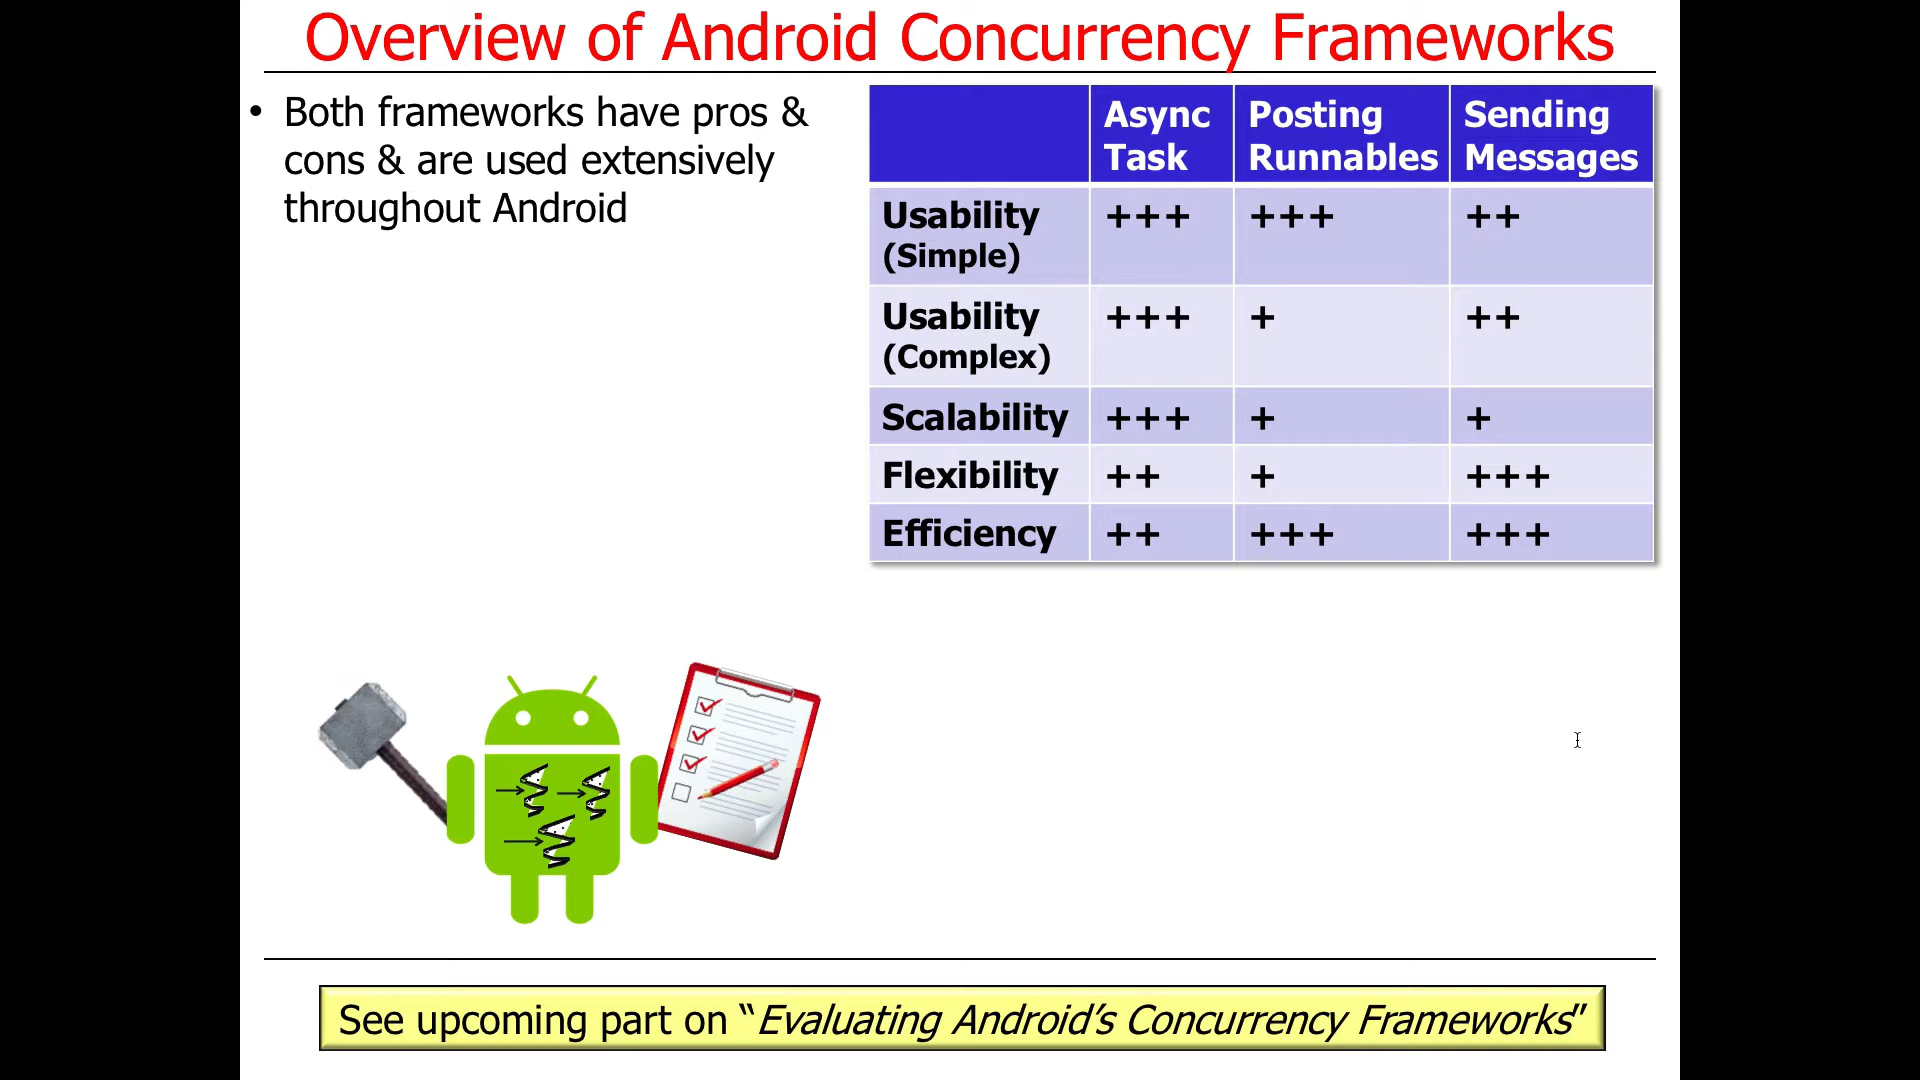 Overview of Android Concurrency Frameworks
• Both frameworks have pros &
cons & are used extensively
throughout Android
Async Task Posting Runnables Sending Messages
Usability (Simple) +++ +++ ++
Usability (Complex) +++ + ++
Scalability +++ + +
Flexibility ++ + +++
Efficiency ++ +++ +++
See upcoming part on “Evaluating Android’s Concurrency Frameworks”